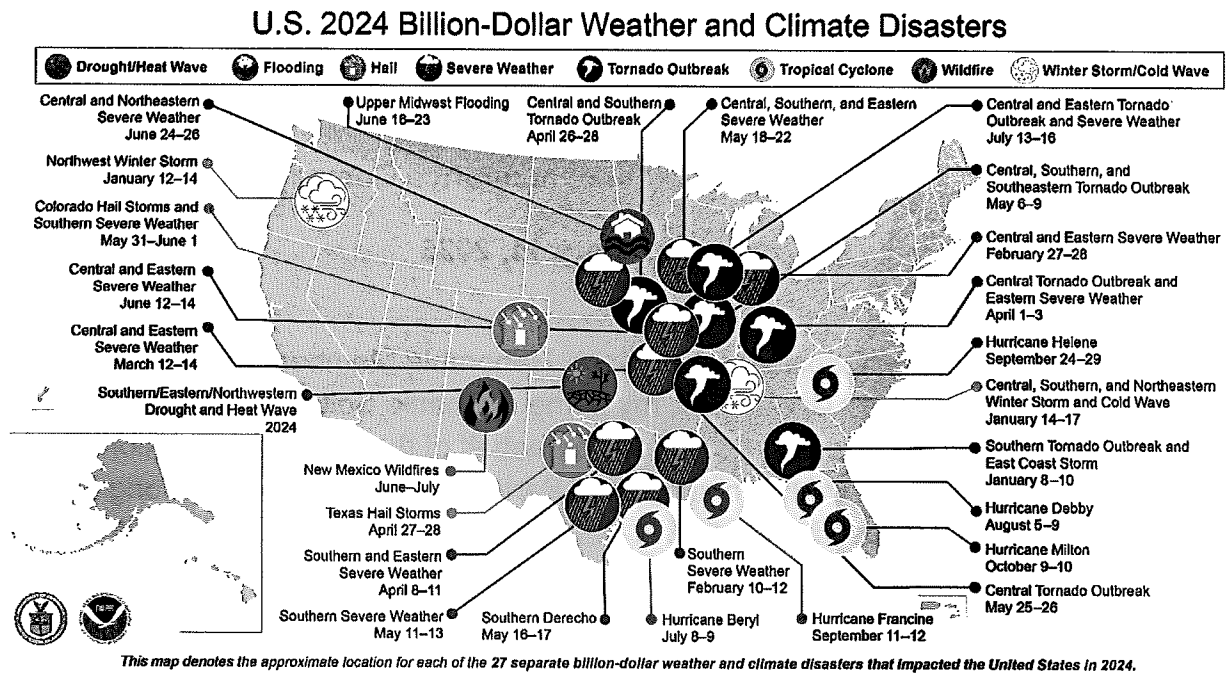 U.S. 2024 Billion-Dollar Weather and Climate Disasters
Drought/Heat Wave
Flooding
Hail
Severe Weather
Tornado Outbreak
Tropical Cyclone
Wildfire
Winter Storm/Cold Wave
Central and Northeastern
Severe Weather
June 24–26
Upper Midwest Flooding
June 16–23
Central and Southern
Tornado Outbreak
April 26–28
Central, Southern, and Eastern
Severe Weather
May 18–22
Central and Eastern Tornado
Outbreak and Severe Weather
July 13–16
Northwest Winter Storm
January 12–14
Central, Southern, and
Southeastern Tornado Outbreak
May 6–9
Colorado Hail Storms and
Southern Severe Weather
May 31–June 1
Central and Eastern Severe Weather
February 27–28
Central and Eastern
Severe Weather
June 12–14
Central Tornado Outbreak and
Eastern Severe Weather
April 1–3
Central and Eastern
Severe Weather
March 12–14
Hurricane Helene
September 24–29
Southern/Eastern/Northwestern
Drought and Heat Wave
2024
Central, Southern, and Northeastern
Winter Storm and Cold Wave
January 14–17
New Mexico Wildfires
June–July
Southern Tornado Outbreak and
East Coast Storm
January 8–10
Texas Hail Storms
April 27–28
Hurricane Debby
August 5–9
Southern and Eastern
Severe Weather
April 8–11
Southern
Severe Weather
February 10–12
Hurricane Milton
October 9–10
Central Tornado Outbreak
May 25–26
Southern Severe Weather
May 11–13
Southern Derecho
May 16–17
Hurricane Beryl
July 8–9
Hurricane Francine
September 11–12
This map denotes the approximate location for each of the 27 separate billion-dollar weather and climate disasters that impacted the United States in 2024.